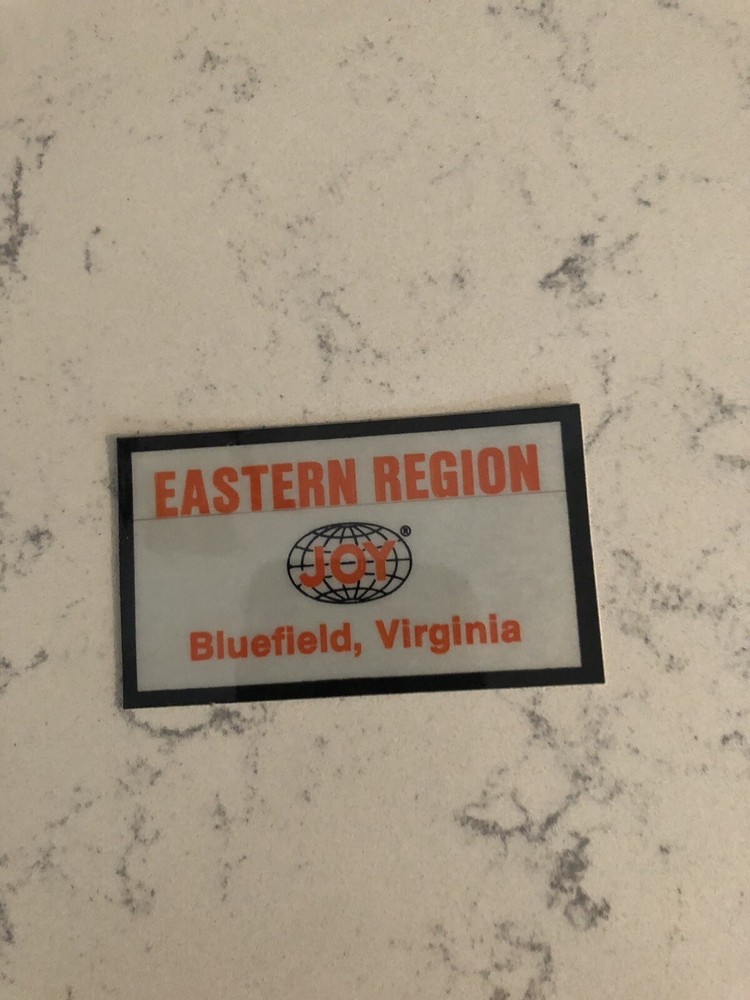 EASTERN REGION
JOY®
Bluefield, Virginia